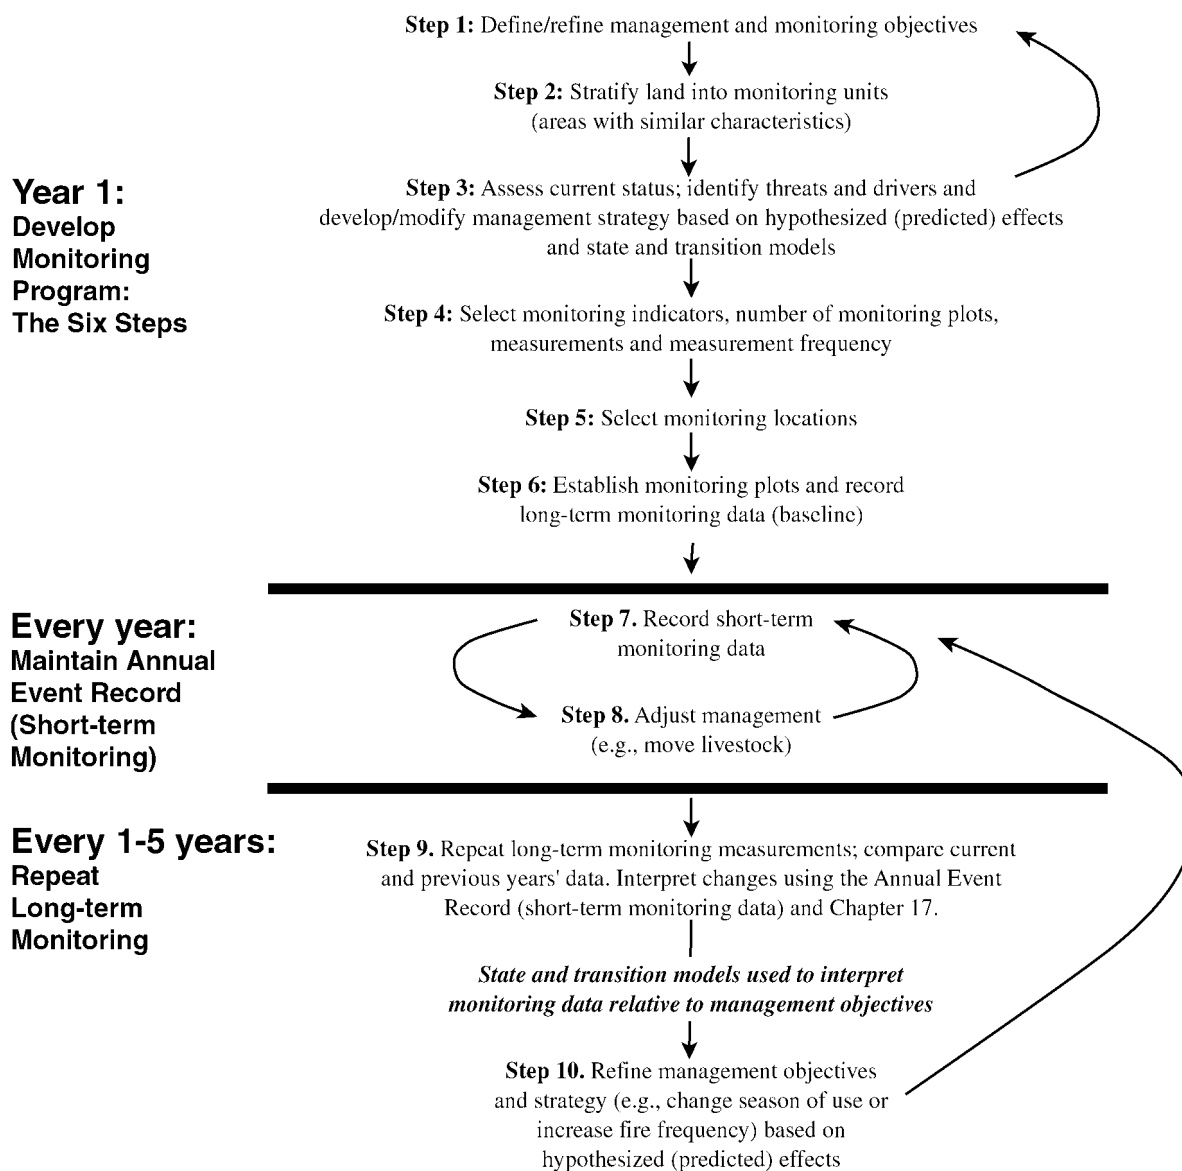 Step 1: Define/refine management and monitoring objectives
Step 2: Stratify land into monitoring units
(areas with similar characteristics)
Year 1:
Develop
Monitoring
Program:
The Six Steps
Step 3: Assess current status; identify threats and drivers and
develop/modify management strategy based on hypothesized (predicted) effects
and state and transition models
Step 4: Select monitoring indicators, number of monitoring plots,
measurements and measurement frequency
Step 5: Select monitoring locations
Step 6: Establish monitoring plots and record
long-term monitoring data (baseline)
Every year:
Maintain Annual
Event Record
(Short-term
Monitoring)
Step 7. Record short-term
monitoring data
Step 8. Adjust management
(e.g., move livestock)
Every 1-5 years:
Repeat
Long-term
Monitoring
Step 9. Repeat long-term monitoring measurements; compare current
and previous years' data. Interpret changes using the Annual Event
Record (short-term monitoring data) and Chapter 17.
State and transition models used to interpret
monitoring data relative to management objectives
Step 10. Refine management objectives
and strategy (e.g., change season of use or
increase fire frequency) based on
hypothesized (predicted) effects